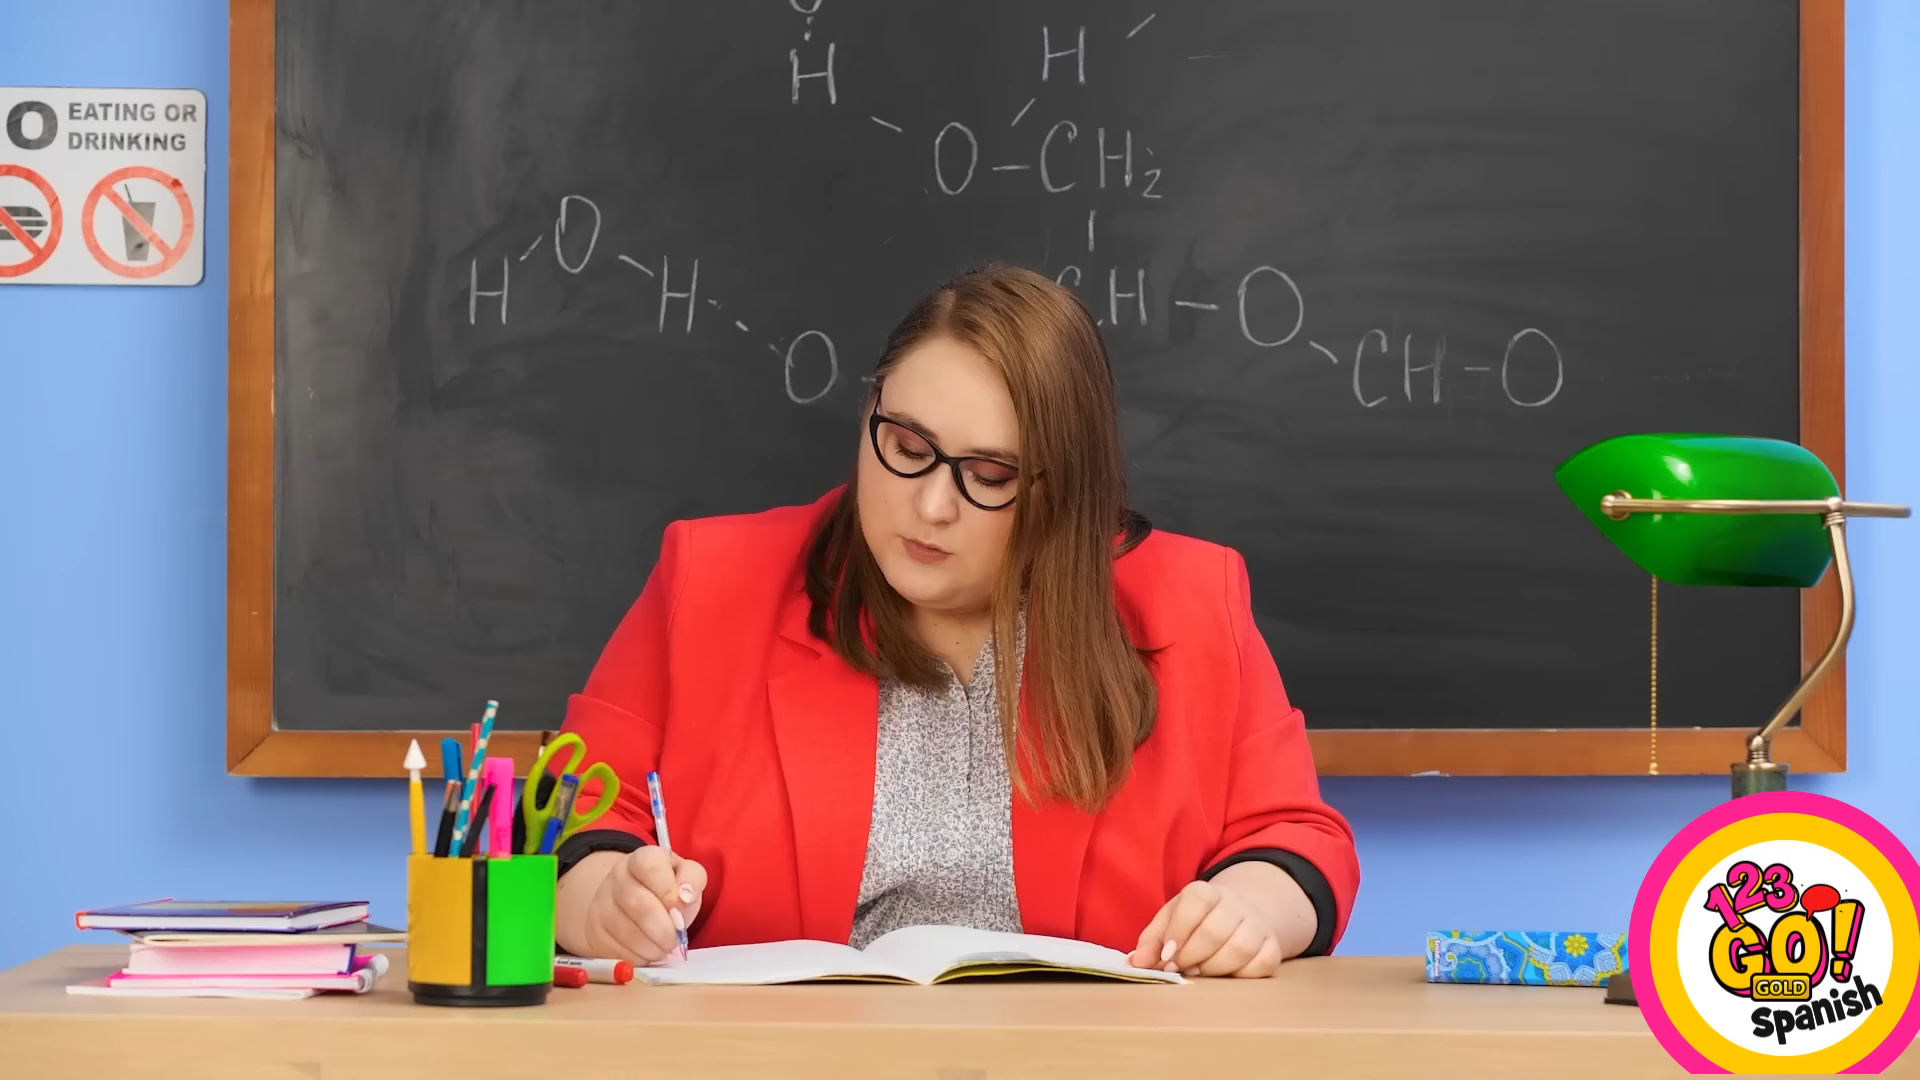 O EATING OR
DRINKING
H
H
O-CH2
H O H
O
CH-O
CH-O
123
GO!
GOLD
Spanish